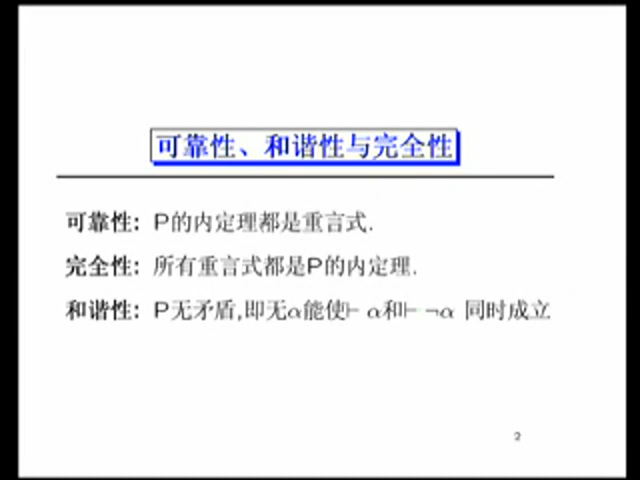 可靠性、和谐性与完全性
可靠性: P的内定理都是重言式.
完全性: 所有重言式都是P的内定理.
和谐性: P无矛盾,即无α能使⊢α和⊢¬α 同时成立
2